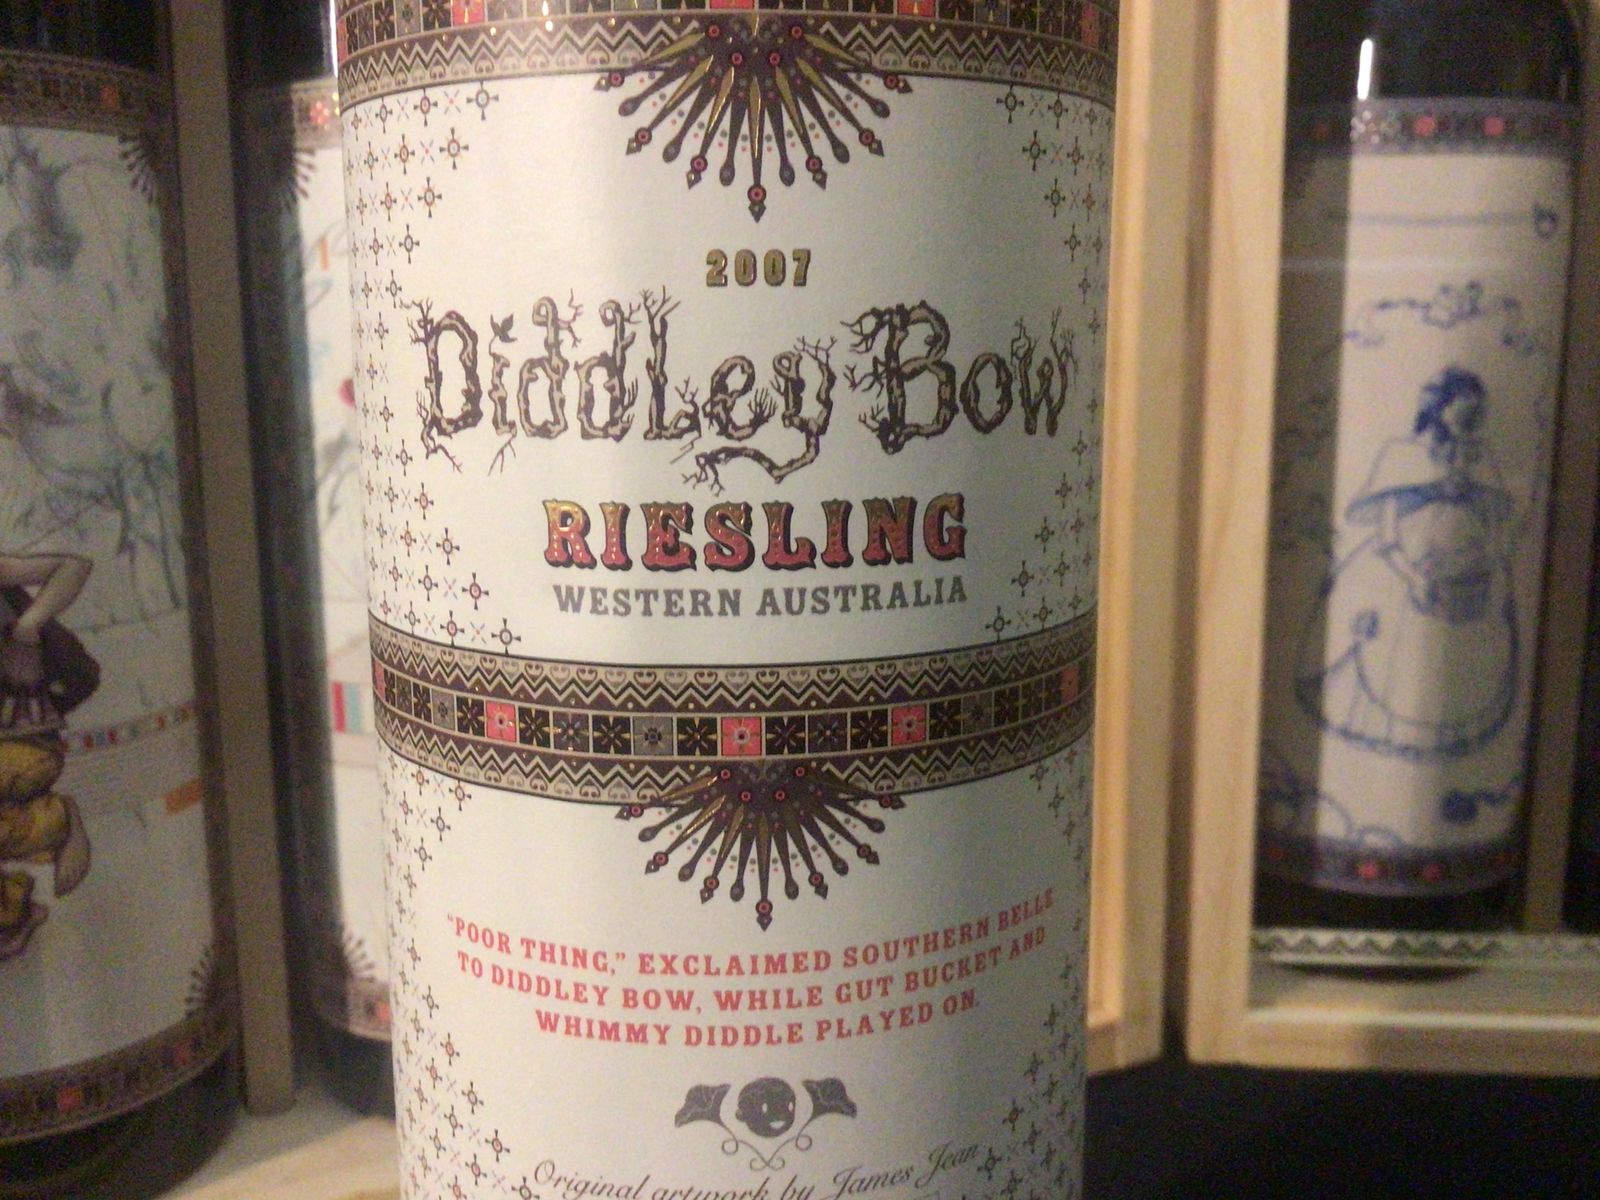 2007
Diddley Bow
RIESLING
WESTERN AUSTRALIA
"POOR THING," EXCLAIMED SOUTHERN BELLE
TO DIDDLEY BOW, WHILE GUT BUCKET AND
WHIMMY DIDDLE PLAYED ON.
Original artwork by James Jean